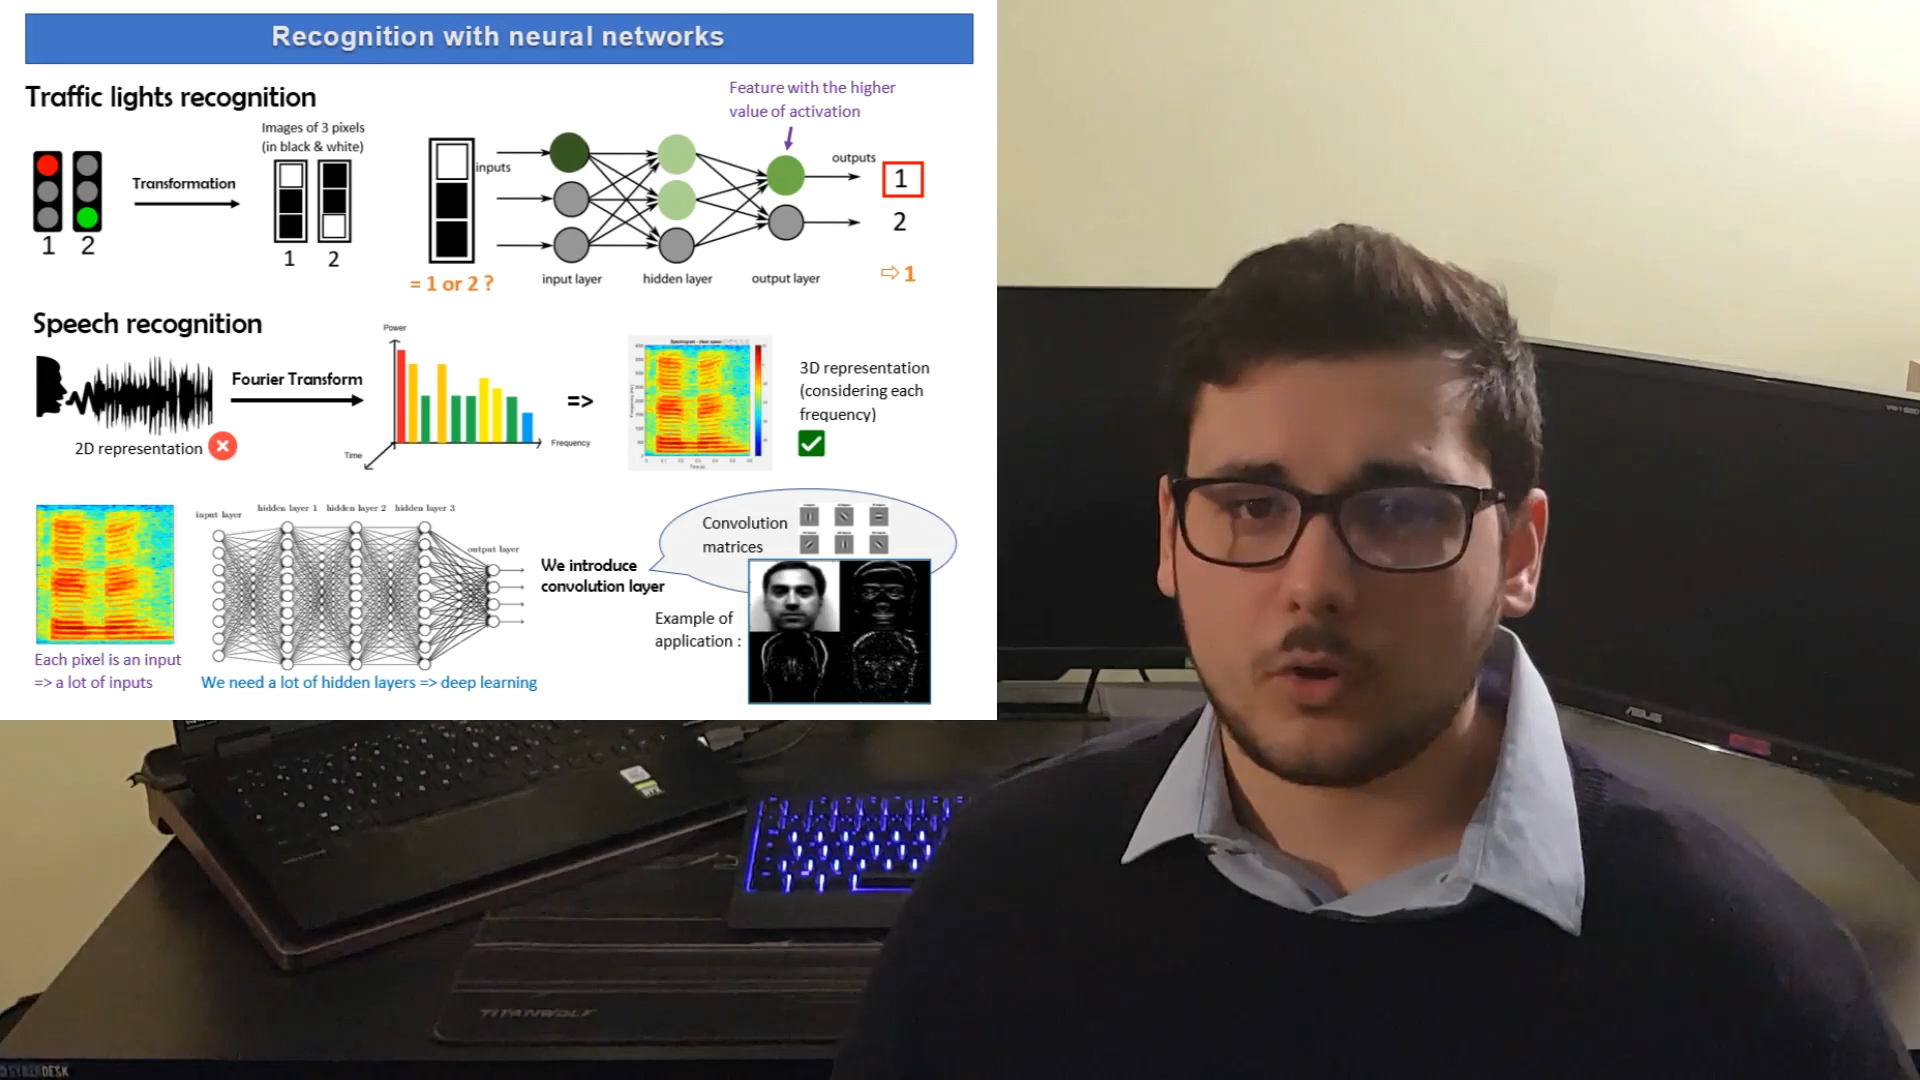 Recognition with neural networks
Traffic lights recognition
Feature with the higher
value of activation
Images of 3 pixels
(in black & white)
Transformation
inputs
outputs
1
2
1 2
1 2
= 1 or 2 ?
input layer
hidden layer
output layer
⇨ 1
Speech recognition
Power
Fourier Transform
=>
3D representation
(considering each
frequency)
2D representation
Time
Frequency
input layer
hidden layer 1
hidden layer 2
hidden layer 3
output layer
Convolution
matrices
We introduce
convolution layer
Example of
application :
Each pixel is an input
=> a lot of inputs
We need a lot of hidden layers => deep learning
ASUS
RTX
TITANWOLF